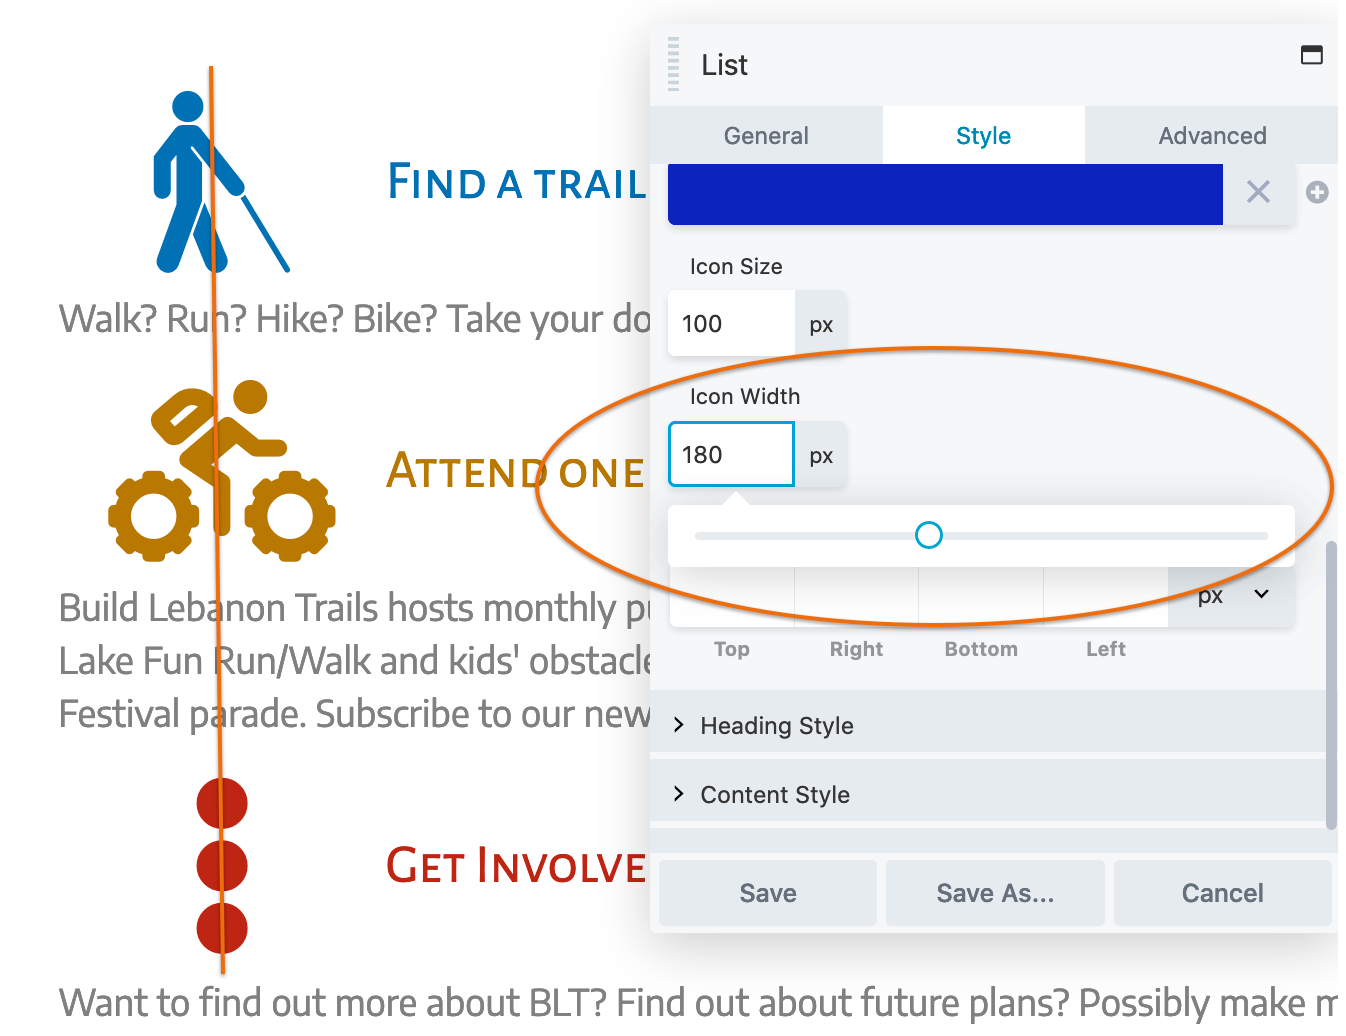 FIND A TRAIL
Walk? Run? Hike? Bike? Take your do
ATTEND ONE
Build Lebanon Trails hosts monthly pu
Lake Fun Run/Walk and kids' obstacle
Festival parade. Subscribe to our new
GET INVOLVE
Want to find out more about BLT? Find out about future plans? Possibly make m
List
General Style Advanced
Icon Size
100 px
Icon Width
180 px
px
Top Right Bottom Left
Heading Style
Content Style
Save Save As... Cancel